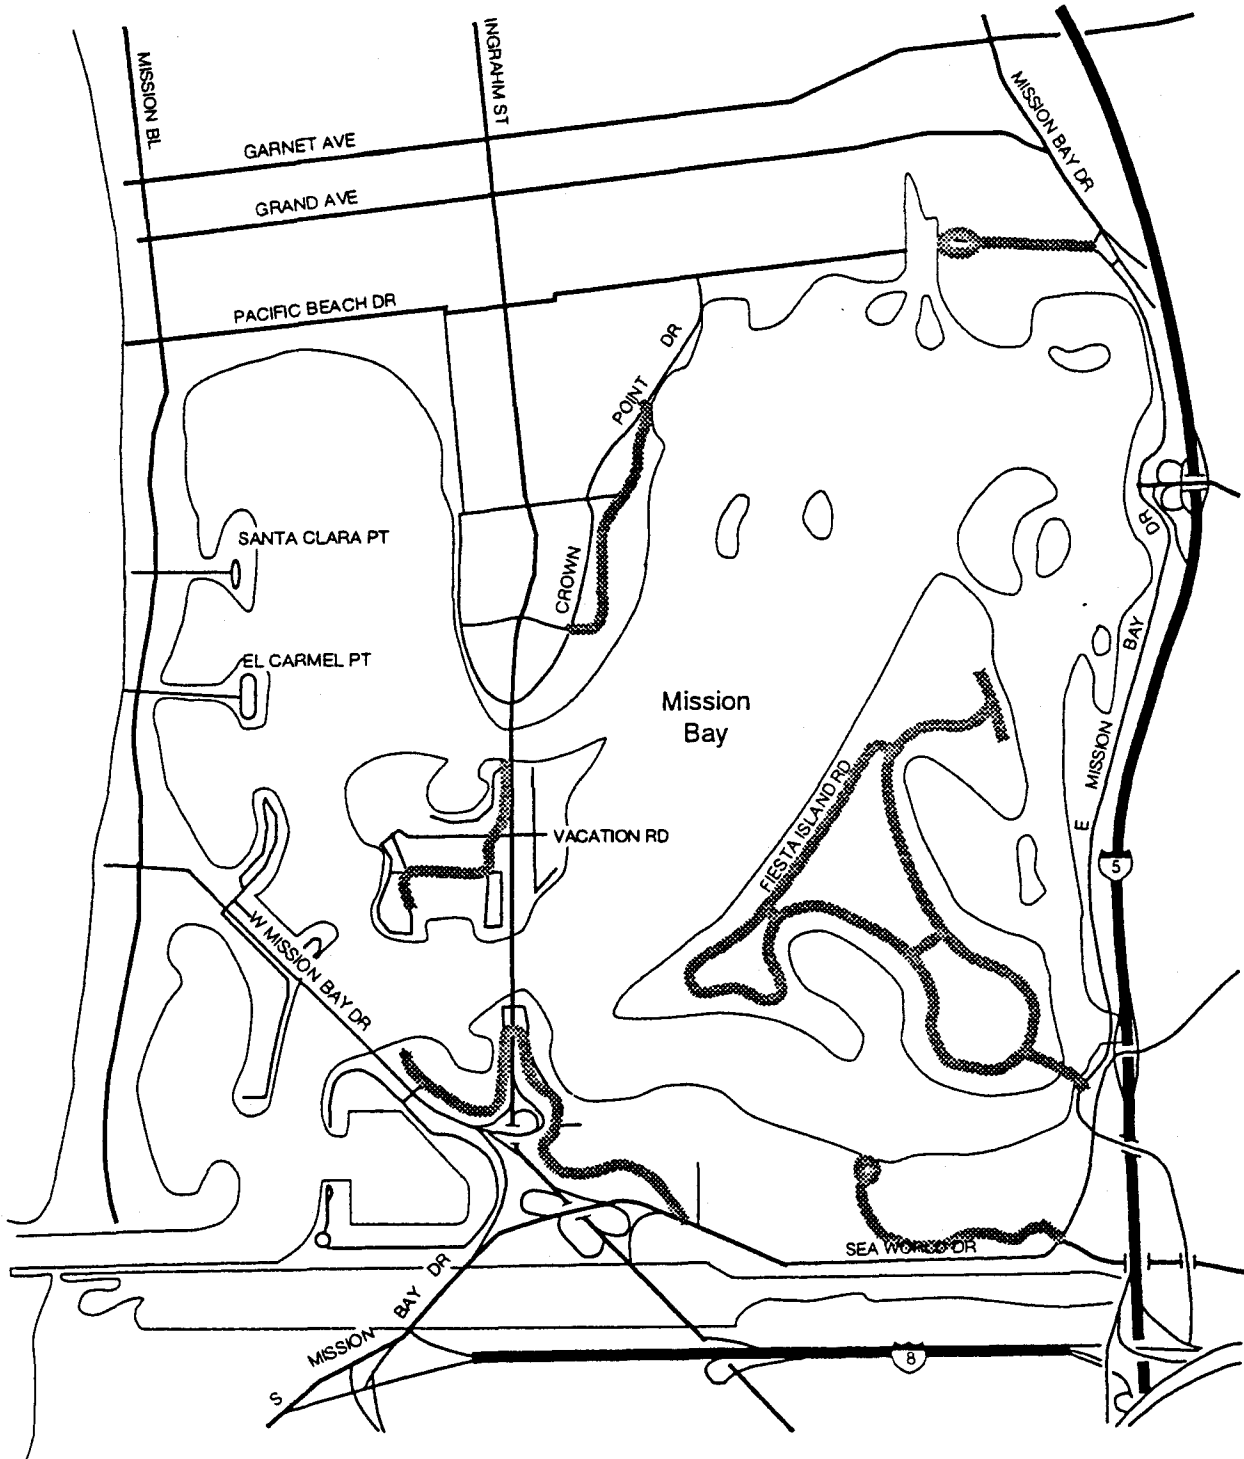 MISSION BL
INGRAHM ST
MISSION BAY DR
GARNET AVE
GRAND AVE
PACIFIC BEACH DR
CROWN POINT DR
SANTA CLARA PT
EL CARMEL PT
Mission
Bay
E MISSION BAY DR
FIESTA ISLAND RD
VACATION RD
5
W MISSION BAY DR
SEA WORLD DR
S MISSION BAY DR
8